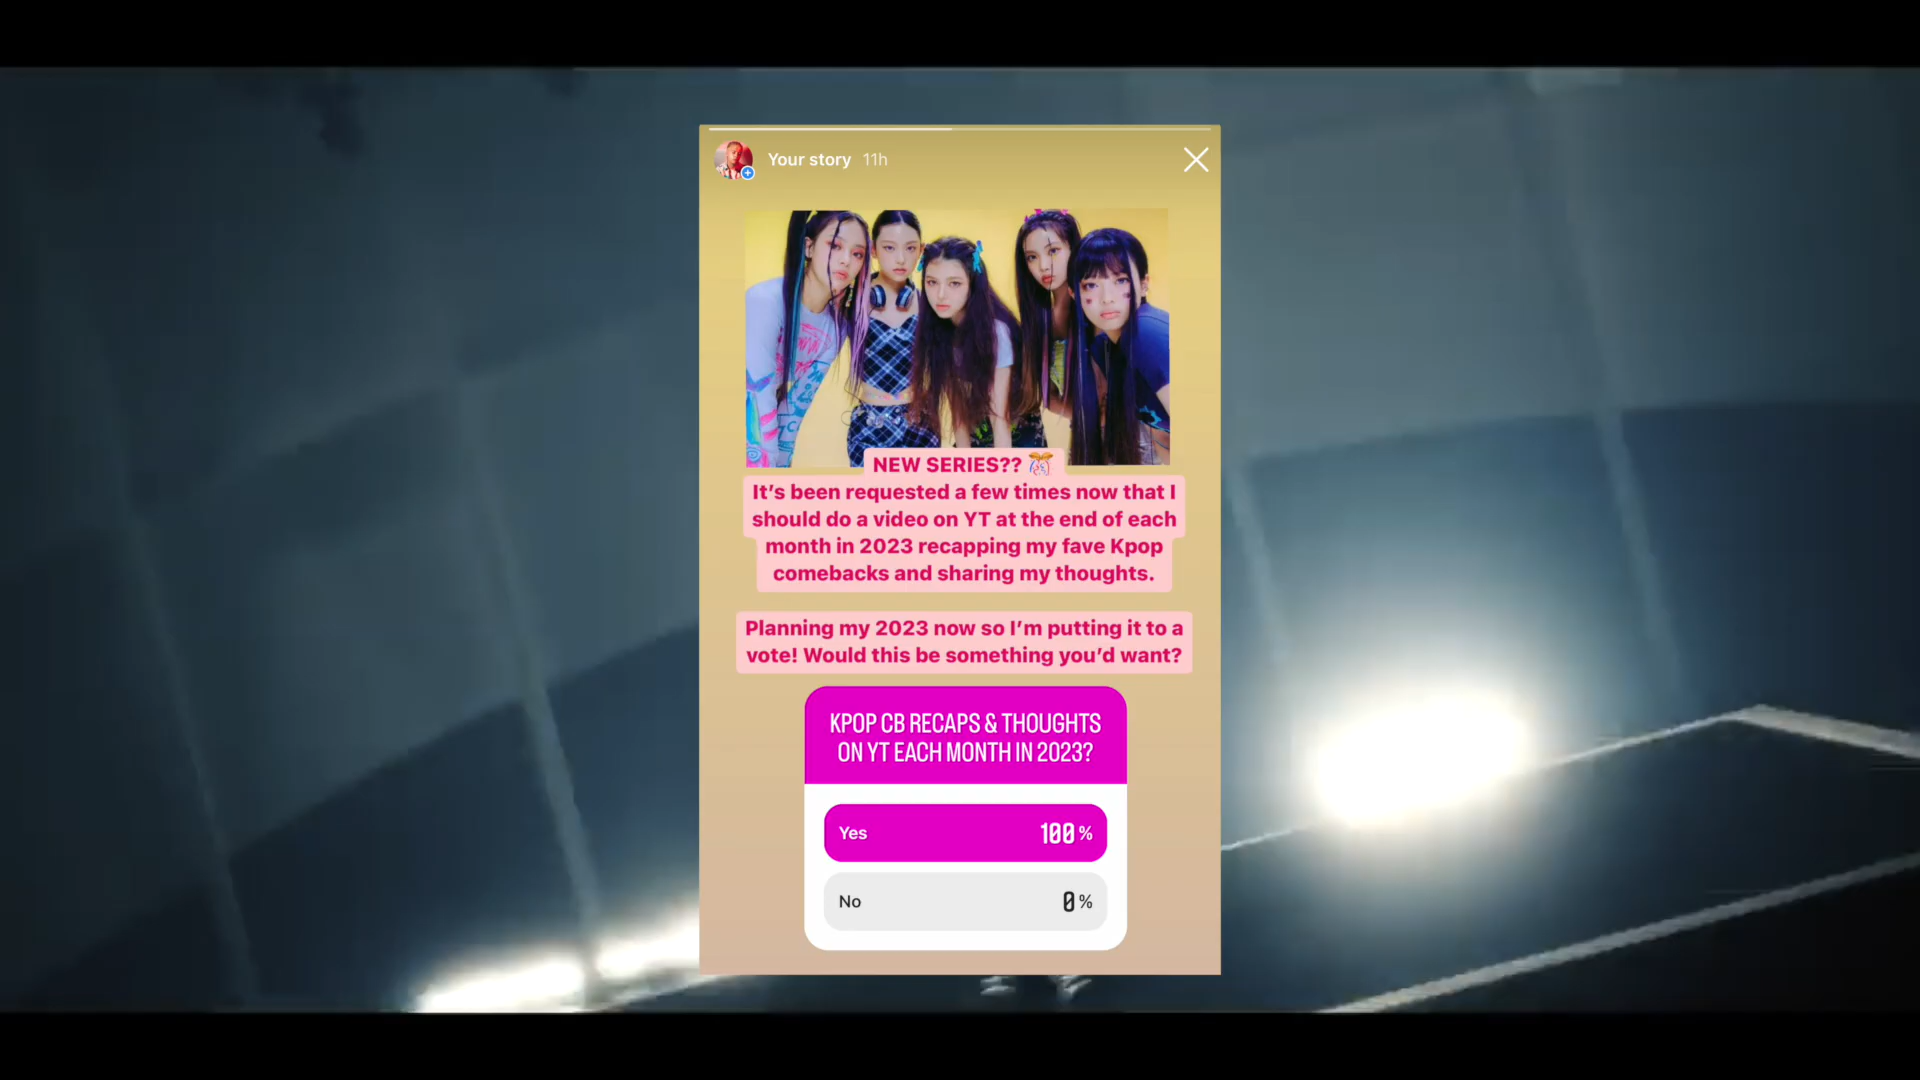 Your story 11h
NEW SERIES??
It’s been requested a few times now that I
should do a video on YT at the end of each
month in 2023 recapping my fave Kpop
comebacks and sharing my thoughts.
Planning my 2023 now so I’m putting it to a
vote! Would this be something you’d want?
KPOP CB RECAPS & THOUGHTS
ON YT EACH MONTH IN 2023?
Yes 100%
No 0%